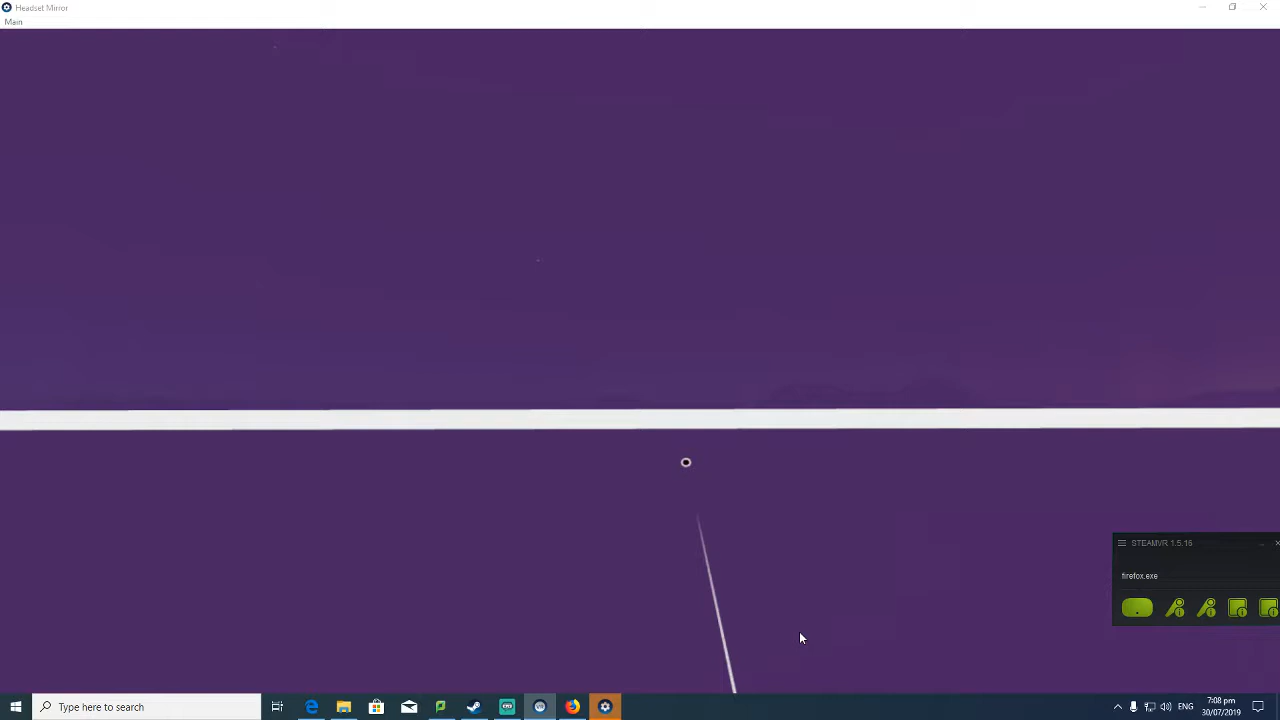 Headset Mirror
Main
STEAMVR 1.5.16
firefox.exe
Type here to search
ENG
7:08 pm
30/07/2019